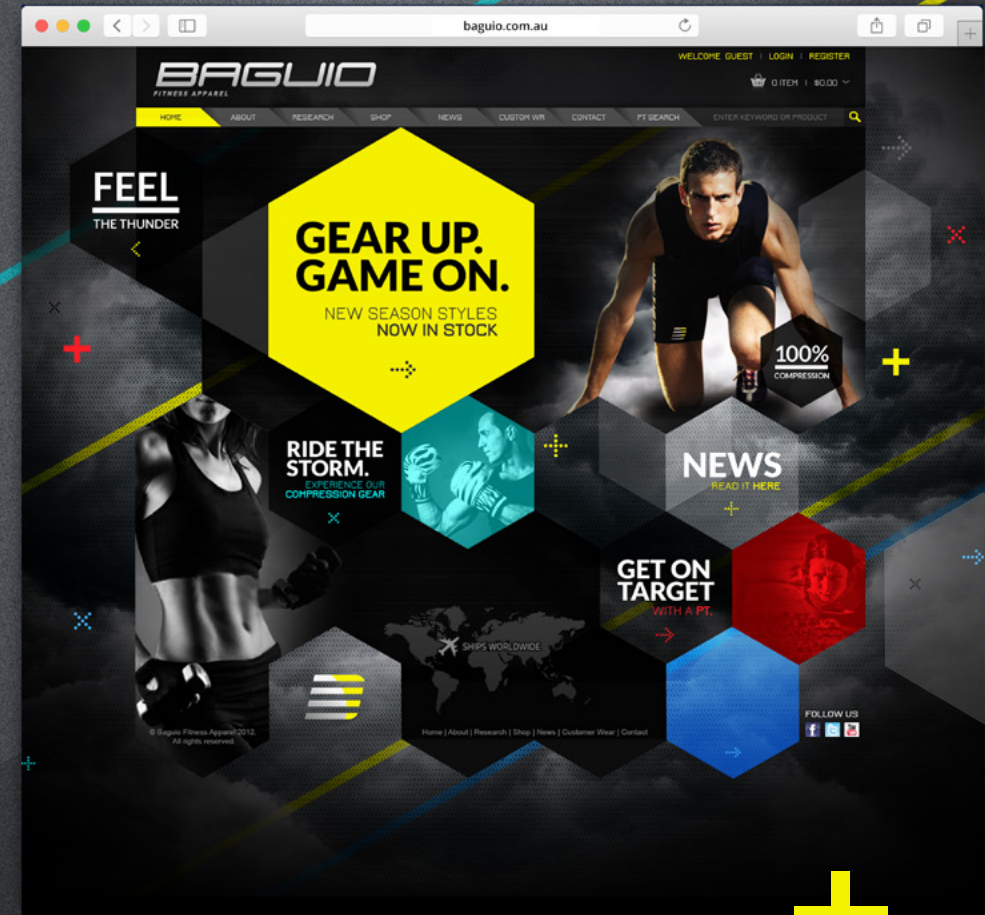 baguio.com.au
WELCOME GUEST | LOGIN | REGISTER
BAGUIO
FITNESS APPAREL
0 ITEM | $0.00
HOME ABOUT RESEARCH SHOP NEWS CUSTOM WR CONTACT PT SEARCH ENTER KEYWORD OR PRODUCT
FEEL
THE THUNDER
GEAR UP.
GAME ON.
NEW SEASON STYLES
NOW IN STOCK
100%
COMPRESSION
RIDE THE
STORM.
EXPERIENCE OUR
COMPRESSION GEAR
NEWS
READ IT HERE
GET ON
TARGET
WITH A PT.
SHIPS WORLDWIDE
FOLLOW US
© Baguio Fitness Apparel 2012.
All rights reserved.
Home | About | Research | Shop | News | Customer Wear | Contact